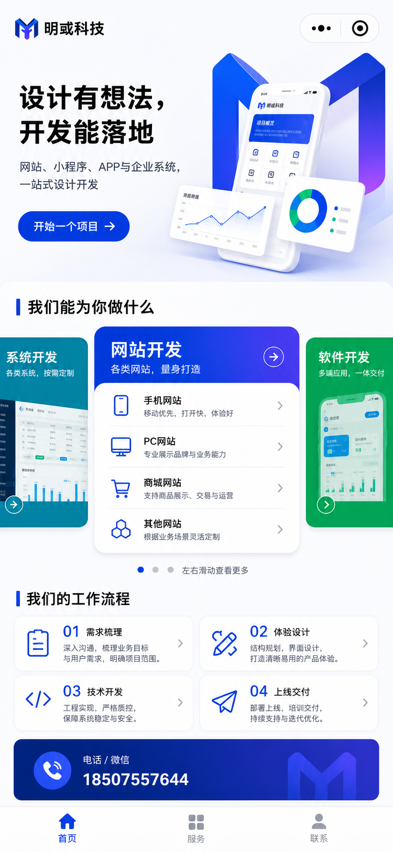 明或科技
设计有想法，
开发能落地
网站、小程序、APP与企业系统，
一站式设计开发
开始一个项目
明或科技
项目概览
我们能为你做什么
系统开发
各类系统，按需定制
网站开发
各类网站，量身打造
手机网站
移动优先，打开快、体验好
PC网站
专业展示品牌与业务能力
商城网站
支持商品展示、交易与运营
其他网站
根据业务场景灵活定制
软件开发
多端应用，一体交付
左右滑动查看更多
我们的工作流程
01 需求梳理
深入沟通，梳理业务目标
与用户需求，明确项目范围。
02 体验设计
结构规划，界面设计，
打造清晰易用的产品体验。
03 技术开发
工程实现，严格质控，
保障系统稳定与安全。
04 上线交付
部署上线，培训交付，
持续支持与迭代优化。
电话 / 微信
18507557644
首页
服务
联系